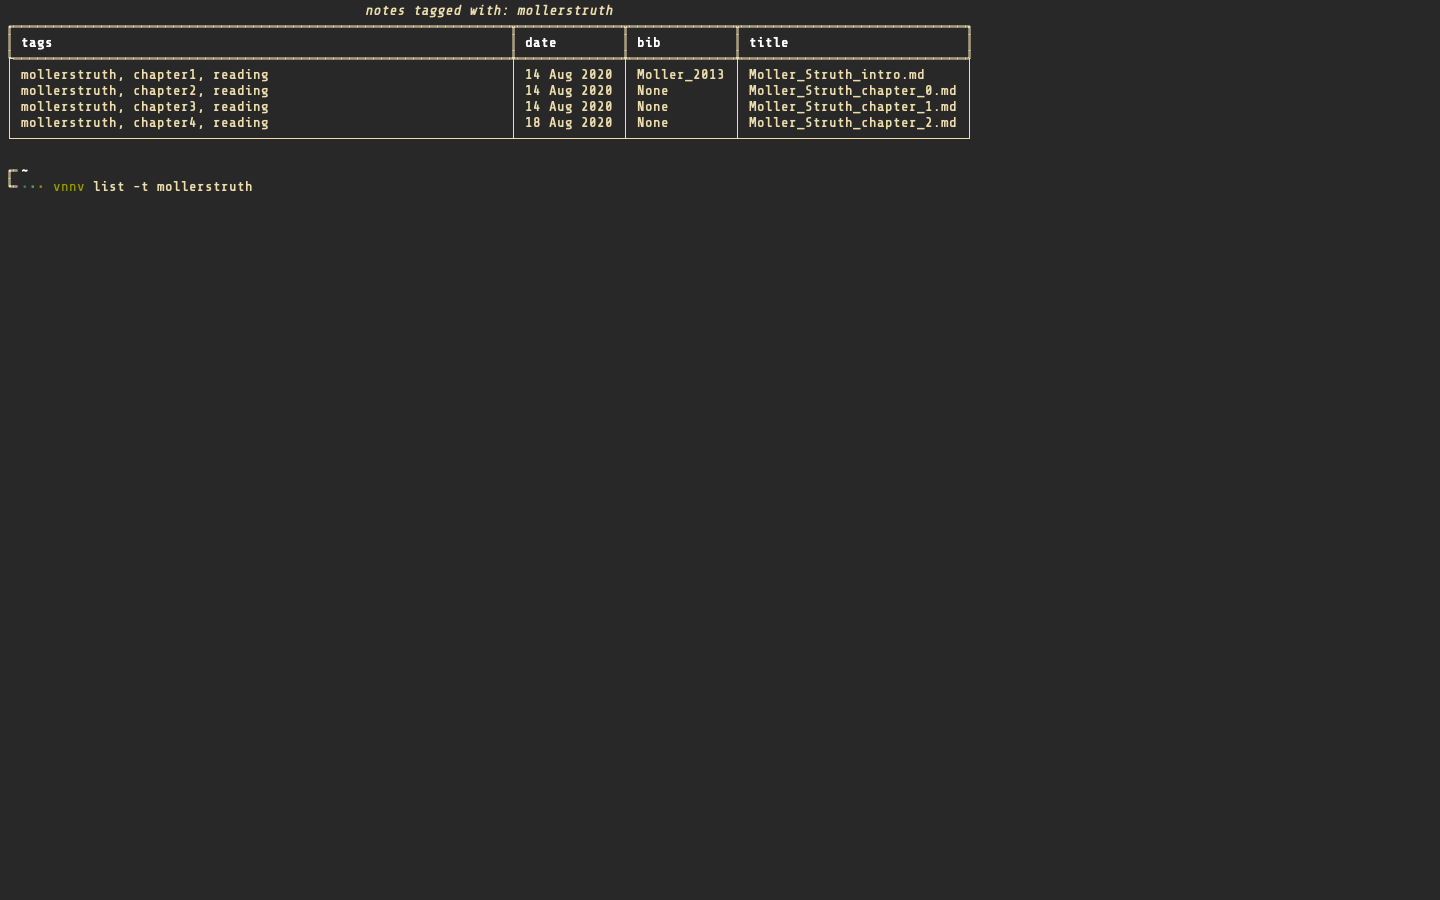 notes tagged with: mollerstruth
tags date bib title
mollerstruth, chapter1, reading 14 Aug 2020 Moller_2013 Moller_Struth_intro.md
mollerstruth, chapter2, reading 14 Aug 2020 None Moller_Struth_chapter_0.md
mollerstruth, chapter3, reading 14 Aug 2020 None Moller_Struth_chapter_1.md
mollerstruth, chapter4, reading 18 Aug 2020 None Moller_Struth_chapter_2.md
~
··· vnnv list -t mollerstruth